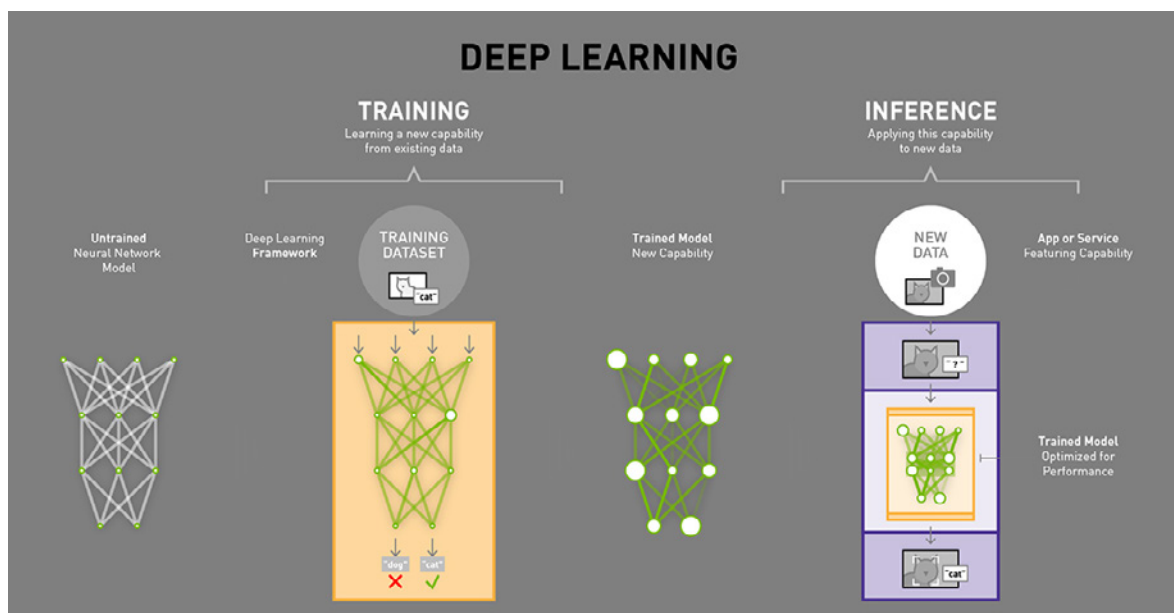 DEEP LEARNING
TRAINING
Learning a new capability
from existing data
INFERENCE
Applying this capability
to new data
Untrained
Neural Network
Model
Deep Learning
Framework
TRAINING
DATASET
"cat"
Trained Model
New Capability
NEW
DATA
App or Service
Featuring Capability
"?"
Trained Model
Optimized for
Performance
"dog"
"cat"
"cat"